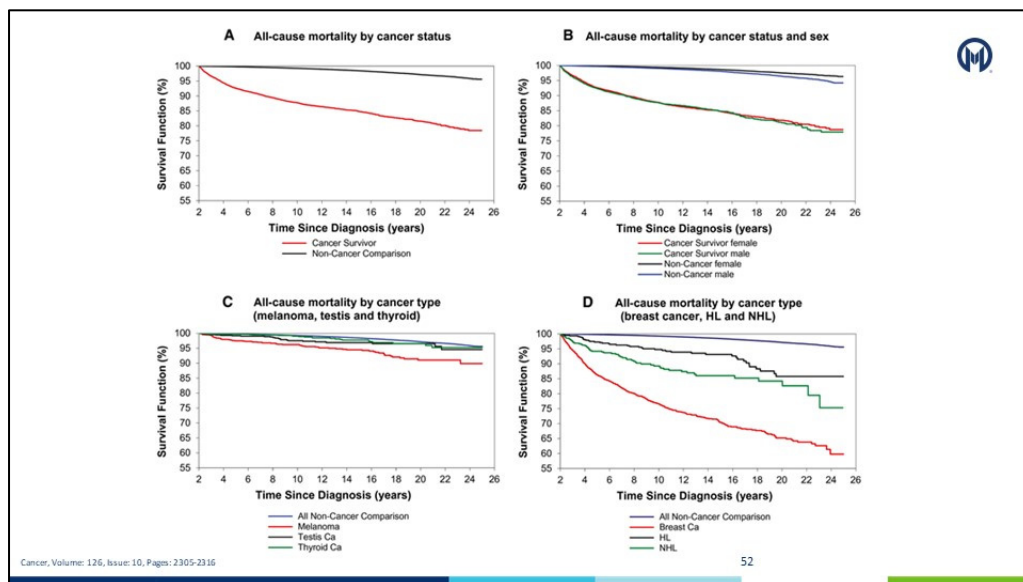 A All-cause mortality by cancer status
Survival Function (%)
100
95
90
85
80
75
70
65
60
55
2 4 6 8 10 12 14 16 18 20 22 24 26
Time Since Diagnosis (years)
Cancer Survivor
Non-Cancer Comparison
B All-cause mortality by cancer status and sex
Survival Function (%)
100
95
90
85
80
75
70
65
60
55
2 4 6 8 10 12 14 16 18 20 22 24 26
Time Since Diagnosis (years)
Cancer Survivor female
Cancer Survivor male
Non-Cancer female
Non-Cancer male
C All-cause mortality by cancer type
(melanoma, testis and thyroid)
Survival Function (%)
100
95
90
85
80
75
70
65
60
55
2 4 6 8 10 12 14 16 18 20 22 24 26
Time Since Diagnosis (years)
All Non-Cancer Comparison
Melanoma
Testis Ca
Thyroid Ca
D All-cause mortality by cancer type
(breast cancer, HL and NHL)
Survival Function (%)
100
95
90
85
80
75
70
65
60
55
2 4 6 8 10 12 14 16 18 20 22 24 26
Time Since Diagnosis (years)
All Non-Cancer Comparison
Breast Ca
HL
NHL
Cancer, Volume: 126, Issue: 10, Pages: 2305-2316
52